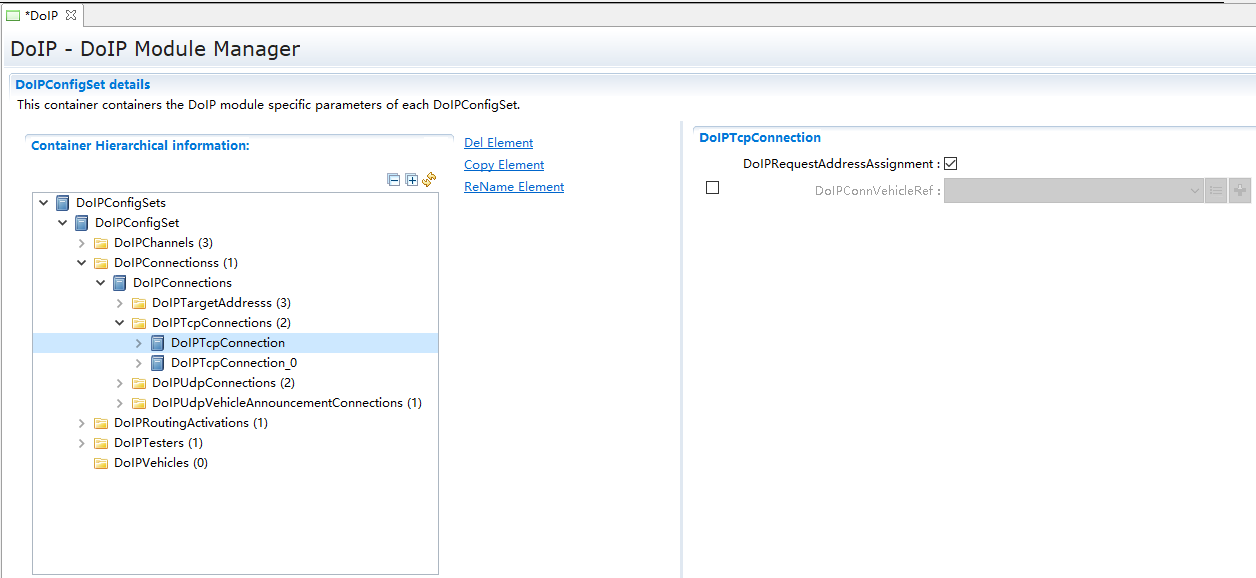 *DoIP
DoIP - DoIP Module Manager
DoIPConfigSet details
This container containers the DoIP module specific parameters of each DoIPConfigSet.
Container Hierarchical information:
DoIPConfigSets
DoIPConfigSet
DoIPChannels (3)
DoIPConnectionss (1)
DoIPConnections
DoIPTargetAddresss (3)
DoIPTcpConnections (2)
DoIPTcpConnection
DoIPTcpConnection_0
DoIPUdpConnections (2)
DoIPUdpVehicleAnnouncementConnections (1)
DoIPRoutingActivations (1)
DoIPTesters (1)
DoIPVehicles (0)
Del Element
Copy Element
ReName Element
DoIPTcpConnection
DoIPRequestAddressAssignment :
DoIPConnVehicleRef :